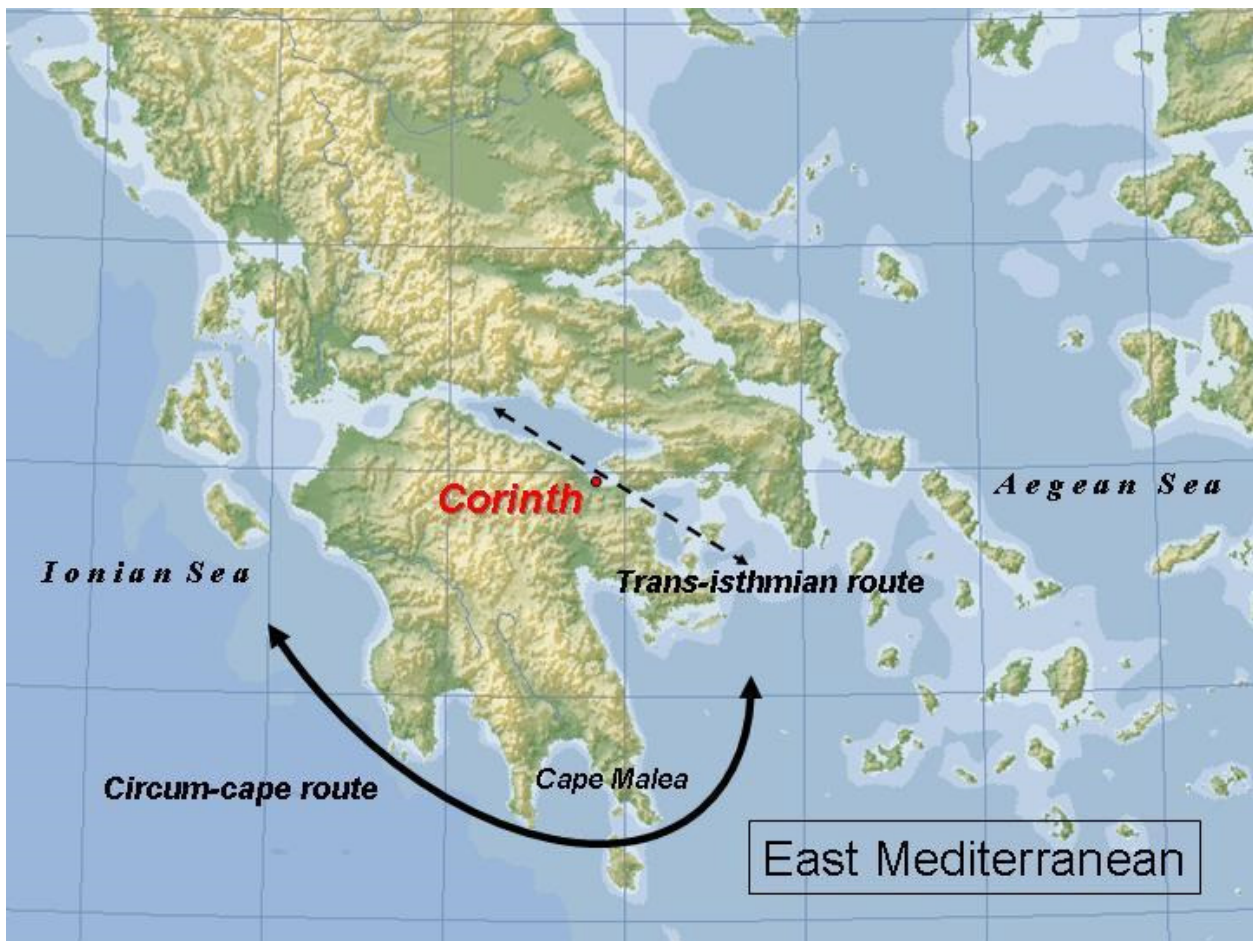 Corinth
Aegean Sea
Ionian Sea
Trans-isthmian route
Circum-cape route
Cape Malea
East Mediterranean